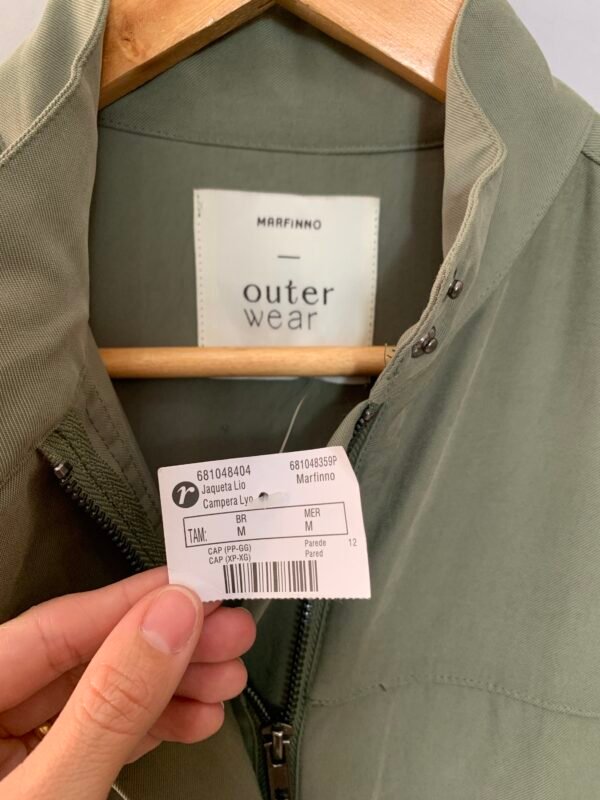 MARFINNO
outer
wear
681048404
681048359P
r
Jaqueta Lio
Marfinno
Campera Lyo
BR
MER
TAM:
M
M
CAP (PP-GG)
Parede
12
CAP (XP-XG)
Pared